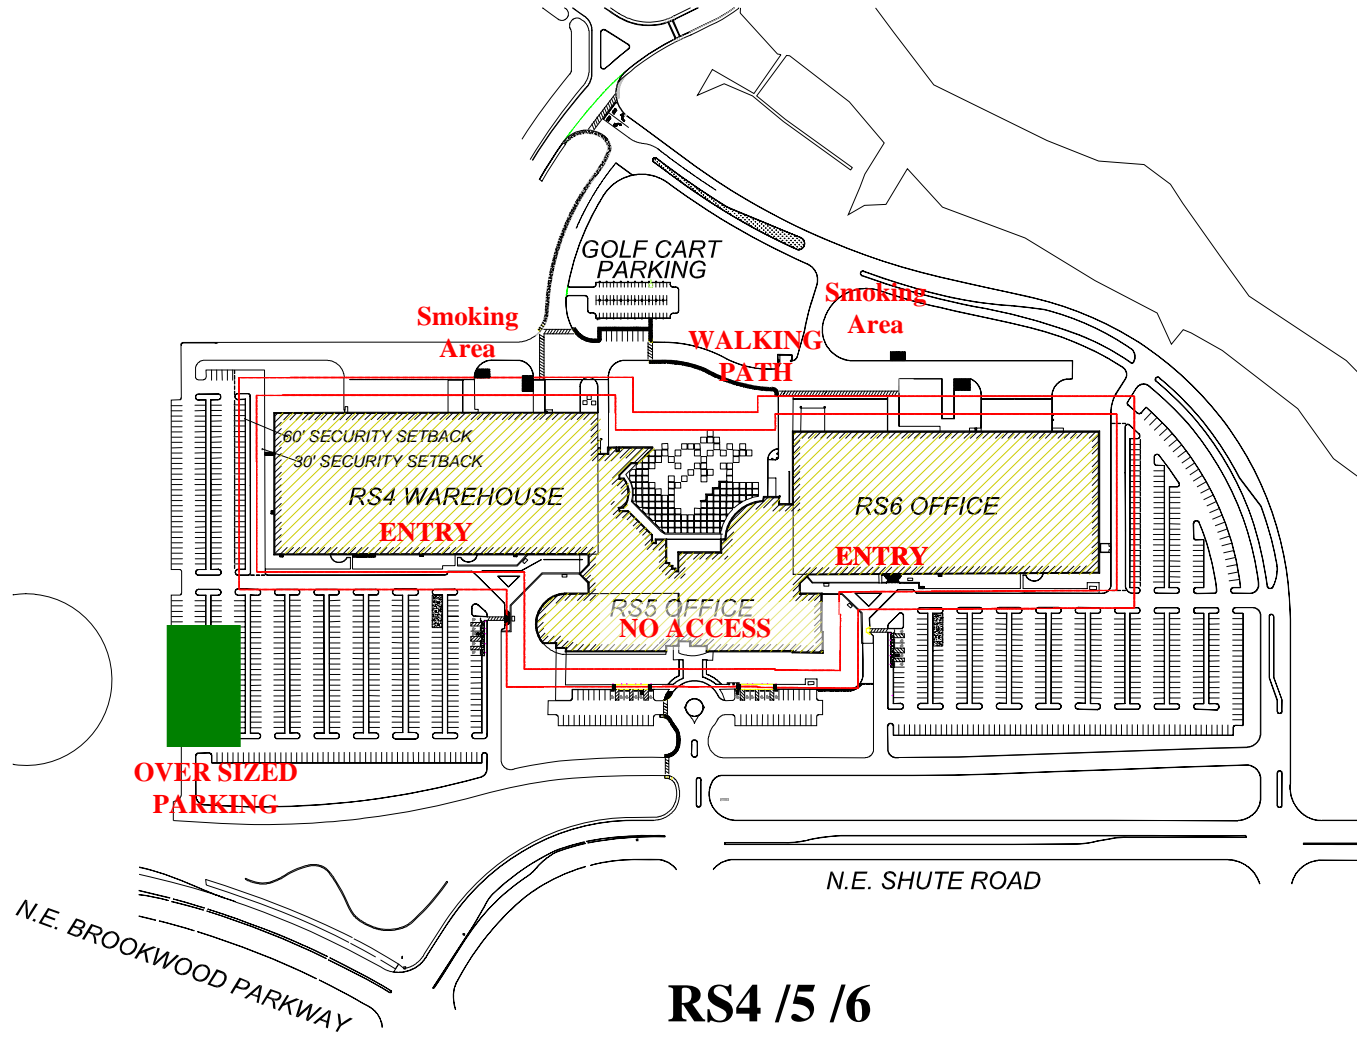 GOLF CART
PARKING
Smoking
Area
Smoking
Area
WALKING
PATH
60' SECURITY SETBACK
30' SECURITY SETBACK
RS4 WAREHOUSE
ENTRY
RS6 OFFICE
ENTRY
RS5 OFFICE
NO ACCESS
OVER SIZED
PARKING
N.E. SHUTE ROAD
N.E. BROOKWOOD PARKWAY
RS4 /5 /6